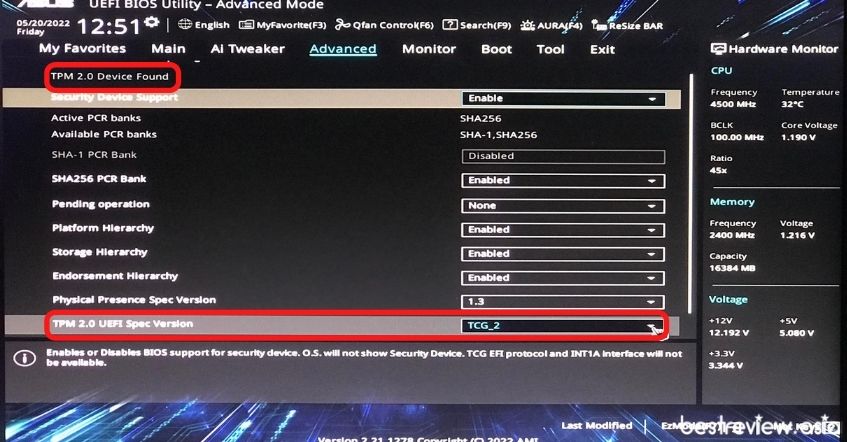 ASUS UEFI BIOS Utility – Advanced Mode
05/20/2022 Friday 12:51 English MyFavorite(F3) Qfan Control(F6) Search(F9) AURA(F4) ReSize BAR
My Favorites Main Ai Tweaker Advanced Monitor Boot Tool Exit
TPM 2.0 Device Found
Security Device Support Enable
Active PCR banks SHA256
Available PCR banks SHA-1,SHA256
SHA-1 PCR Bank Disabled
SHA256 PCR Bank Enabled
Pending operation None
Platform Hierarchy Enabled
Storage Hierarchy Enabled
Endorsement Hierarchy Enabled
Physical Presence Spec Version 1.3
TPM 2.0 UEFI Spec Version TCG_2
Enables or Disables BIOS support for security device. O.S. will not show Security Device. TCG EFI protocol and INT1A interface will not
be available.
Hardware Monitor
CPU
Frequency Temperature
4500 MHz 32°C
BCLK Core Voltage
100.00 MHz 1.190 V
Ratio
45x
Memory
Frequency Voltage
2400 MHz 1.216 V
Capacity
16384 MB
Voltage
+12V +5V
12.192 V 5.080 V
+3.3V
3.344 V
Last Modified
bestreview.asia
Version 2.21.1278 Copyright (C) 2022 AMI